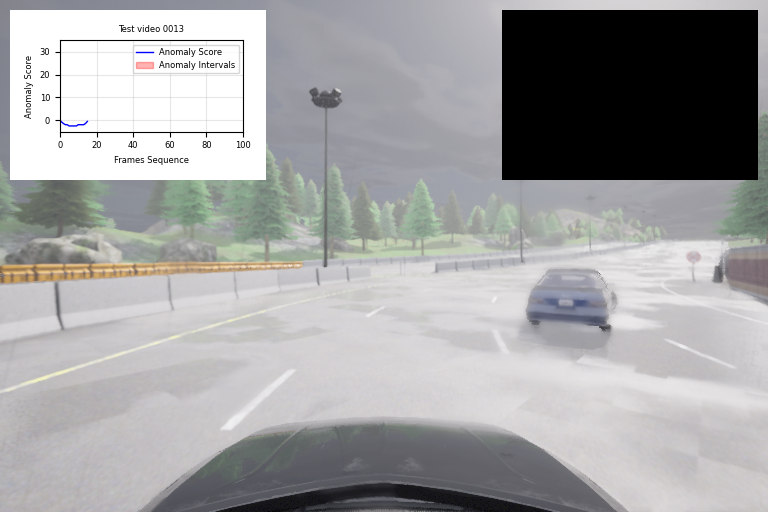 Test video 0013
Anomaly Score
Anomaly Intervals
Anomaly Score
30
20
10
0
0 20 40 60 80 100
Frames Sequence